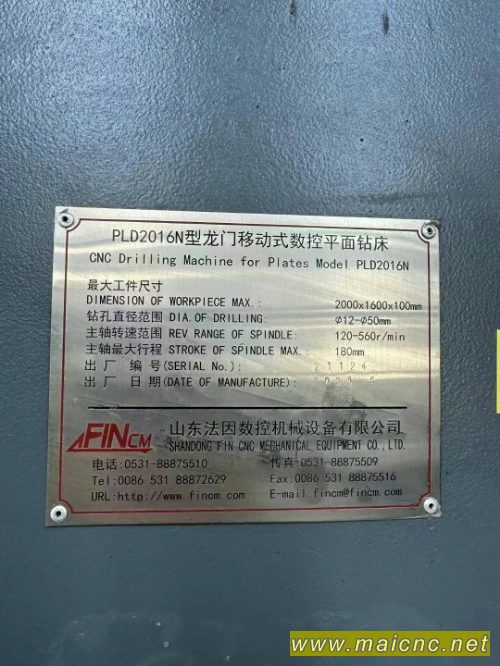 PLD2016N型龙门移动式数控平面钻床
CNC Drilling Machine for Plates Model PLD2016N
最大工件尺寸
DIMENSION OF WORKPIECE MAX.: 2000x1600x100mm
钻孔直径范围 DIA.OF DRILLING: Φ12-Φ50mm
主轴转速范围 REV RANGE OF SPINDLE: 120-560r/min
主轴最大行程 STROKE OF SPINDLE MAX.: 180mm
出厂编号(SERIAL No.): 21124
出厂日期(DATE OF MANUFACTURE):
FINCM 山东法因数控机械设备有限公司
SHANDONG FIN CNC MECHANICAL EQUIPMENT CO., LTD.
电话:0531-88875510 传真:0531-88875509
Tel:0086 531 88872629 Fax:0086 531 88875516
URL:http://www.fincm.com E-mail:fincm@fincm.com
www.maicnc.net